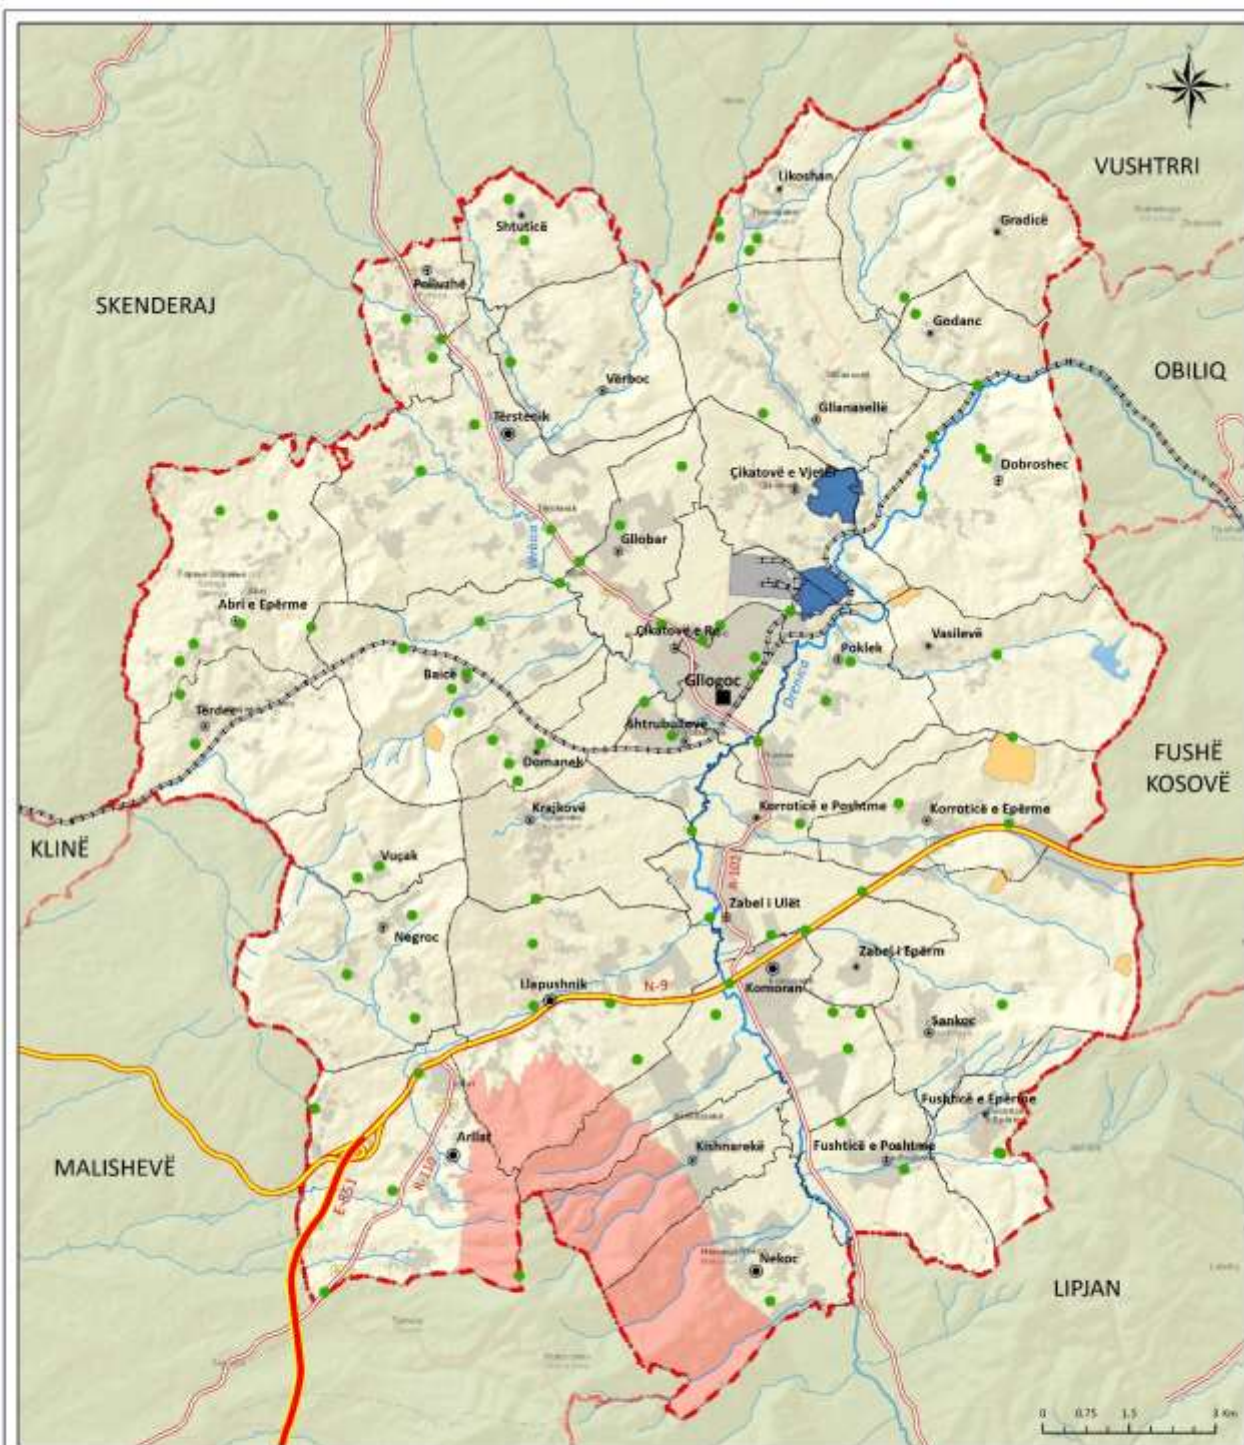 VUSHTRRI
Likoshan
Gradicë
Shtuticë
Polluzhë
SKENDERAJ
Godanc
OBILIQ
Vërboc
Gllanasellë
Tërstenik
Dobroshec
Çikatovë e Vjetër
Gllobar
Vërbica
Abri e Epërme
Çikatovë e Re
Vasilevë
Poklek
Baicë
Gllogoc
Drenica
Tërdec
Shtrubullovë
Domanek
FUSHË
KOSOVË
Krajkovë
Korroticë e Poshtme
Korroticë e Epërme
KLINË
Vuçak
R-102
Zabel i Ulët
Negroc
Zabel i Epërm
Komoran
Llapushnik
N-9
Sankoc
Fushticë e Epërme
Arllat
Kishnarekë
Fushticë e Poshtme
MALISHEVË
R-119
E-851
Nekoc
LIPJAN
0 0.75 1.5 3 Km